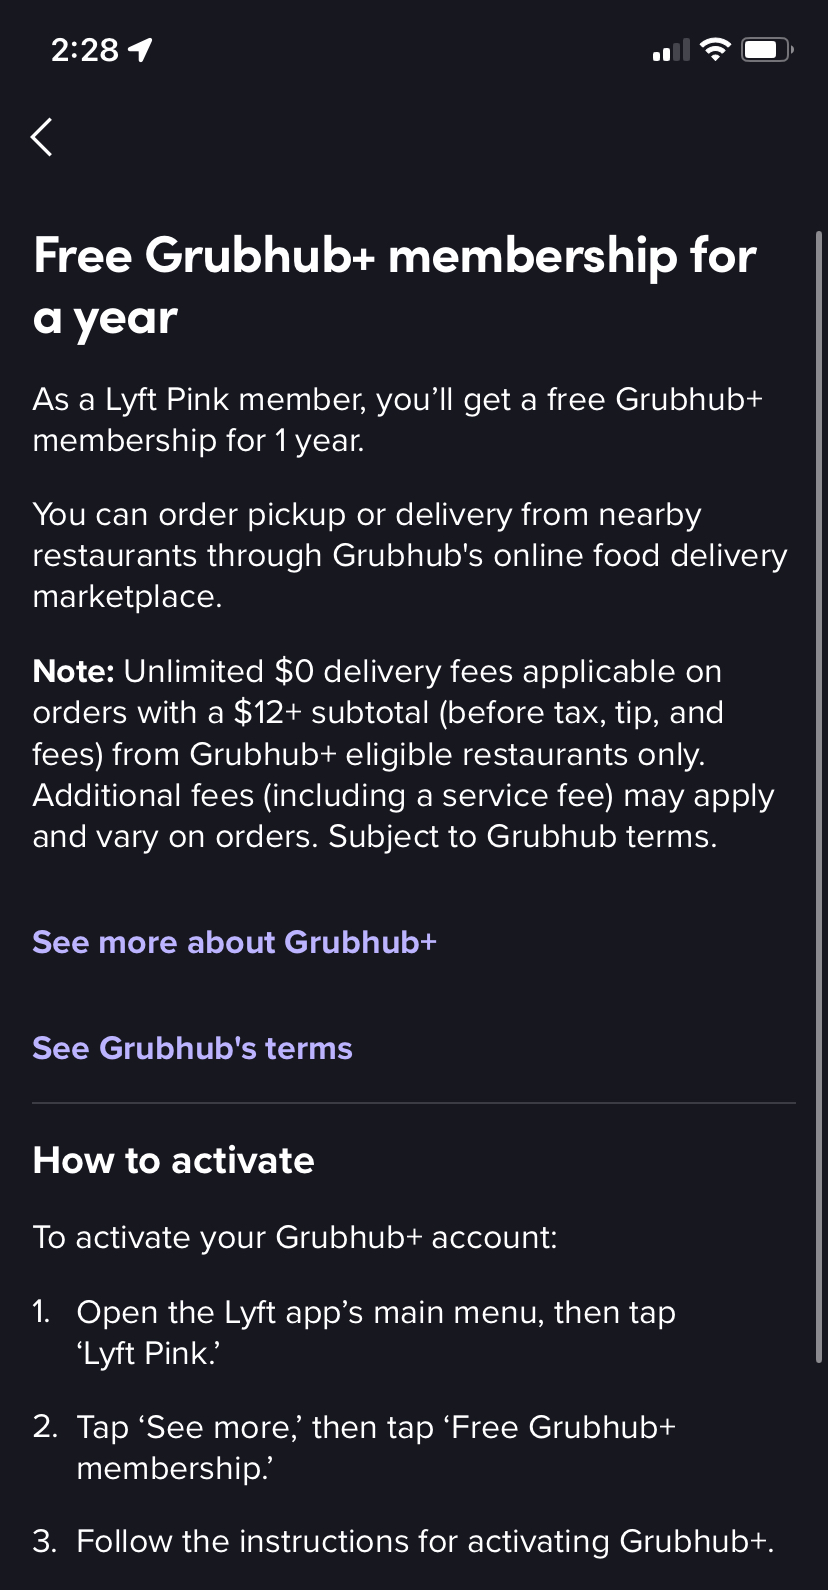 2:28
Free Grubhub+ membership for
a year
As a Lyft Pink member, you’ll get a free Grubhub+
membership for 1 year.
You can order pickup or delivery from nearby
restaurants through Grubhub's online food delivery
marketplace.
Note: Unlimited $0 delivery fees applicable on
orders with a $12+ subtotal (before tax, tip, and
fees) from Grubhub+ eligible restaurants only.
Additional fees (including a service fee) may apply
and vary on orders. Subject to Grubhub terms.
See more about Grubhub+
See Grubhub's terms
How to activate
To activate your Grubhub+ account:
1. Open the Lyft app’s main menu, then tap
‘Lyft Pink.’
2. Tap ‘See more,’ then tap ‘Free Grubhub+
membership.’
3. Follow the instructions for activating Grubhub+.